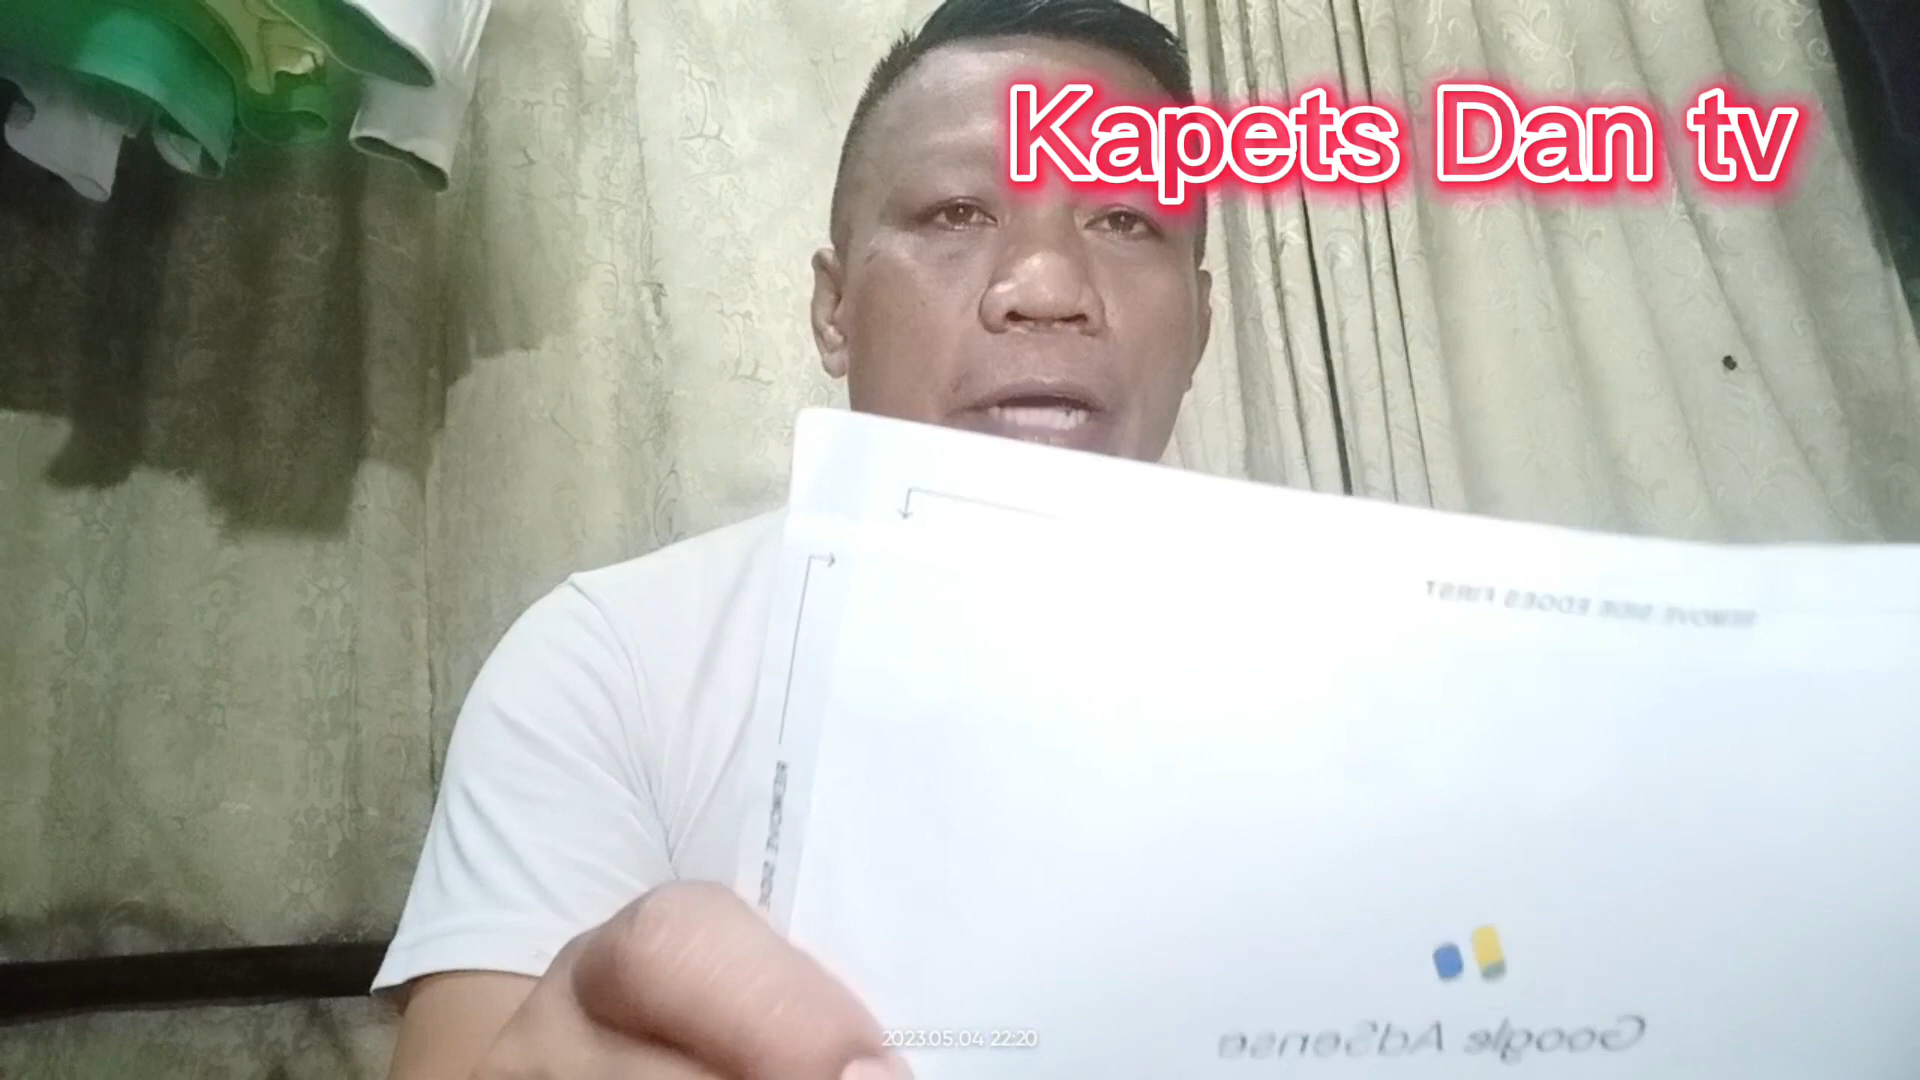 Kapets Dan tv
REMOVE SIDE EDGES FIRST
Google AdSense
2023.05.04 22:20